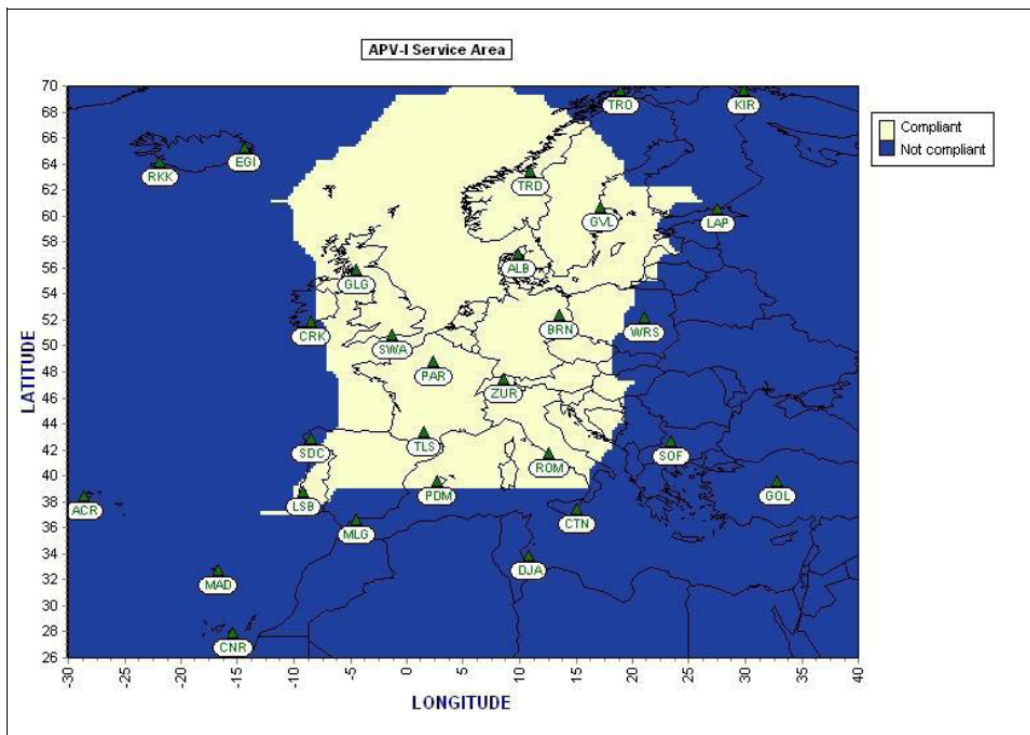 APV-I Service Area
70
68
66
64
62
60
58
56
54
52
50
48
46
44
42
40
38
36
34
32
30
28
26
LATITUDE
TRO
KIR
EGI
RKK
TRD
GVL
LAP
ALB
GLG
CRK
BRN
WRS
SWA
PAR
ZUR
SDC
TLS
SOF
ROM
PDM
GOL
LSB
ACR
CTN
MLG
DJA
MAD
CNR
-30
-25
-20
-15
-10
-5
0
5
10
15
20
25
30
35
40
LONGITUDE
Compliant
Not compliant